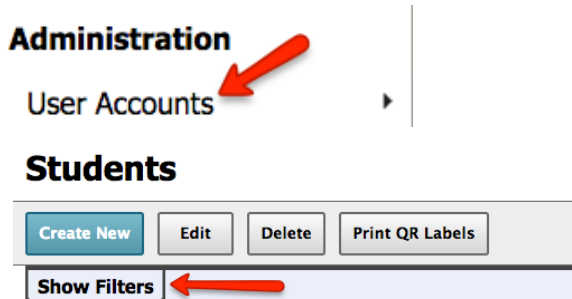 Administration
User Accounts
Students
Create New Edit Delete Print QR Labels
Show Filters